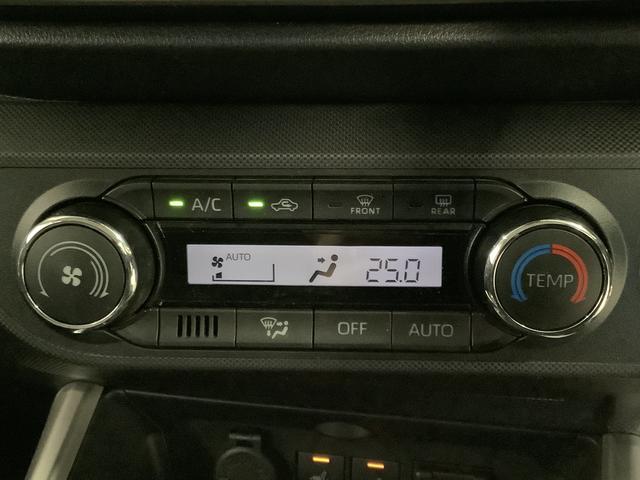 A/C
FRONT
REAR
AUTO
25.0
TEMP
OFF
AUTO